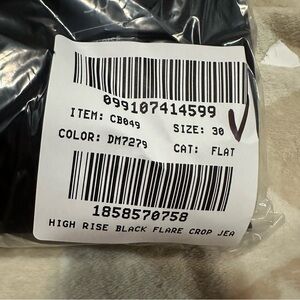 099107414599
ITEM: CB049 SIZE: 30
COLOR: DM7279 CAT: FLAT
1858570758
HIGH RISE BLACK FLARE CROP JEA